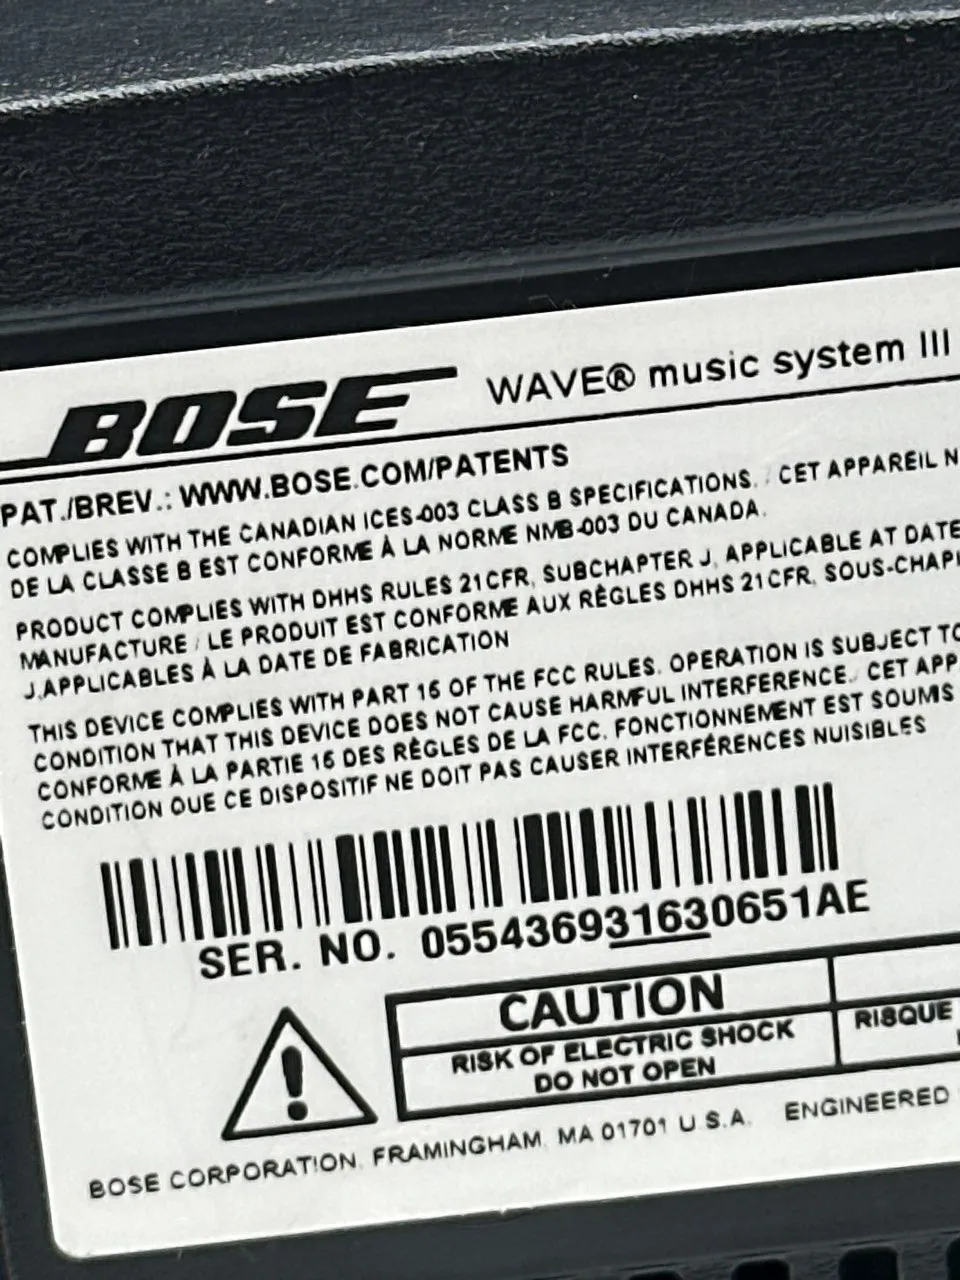 BOSE WAVE® music system III
PAT./BREV.: WWW.BOSE.COM/PATENTS
COMPLIES WITH THE CANADIAN ICES-003 CLASS B SPECIFICATIONS. / CET APPAREIL N
DE LA CLASSE B EST CONFORME À LA NORME NMB-003 DU CANADA.
PRODUCT COMPLIES WITH DHHS RULES 21CFR, SUBCHAPTER J, APPLICABLE AT DATE
MANUFACTURE / LE PRODUIT EST CONFORME AUX RÈGLES DHHS 21CFR, SOUS-CHAPI
J,APPLICABLES À LA DATE DE FABRICATION
THIS DEVICE COMPLIES WITH PART 15 OF THE FCC RULES. OPERATION IS SUBJECT TO
CONDITION THAT THIS DEVICE DOES NOT CAUSE HARMFUL INTERFERENCE. CET APP
CONFORME À LA PARTIE 15 DES RÈGLES DE LA FCC. FONCTIONNEMENT EST SOUMIS
CONDITION QUE CE DISPOSITIF NE DOIT PAS CAUSER INTERFÉRENCES NUISIBLES
SER. NO. 055436931630651AE
CAUTION
RISK OF ELECTRIC SHOCK
DO NOT OPEN
RISQUE
BOSE CORPORATION, FRAMINGHAM, MA 01701 U.S.A. ENGINEERED